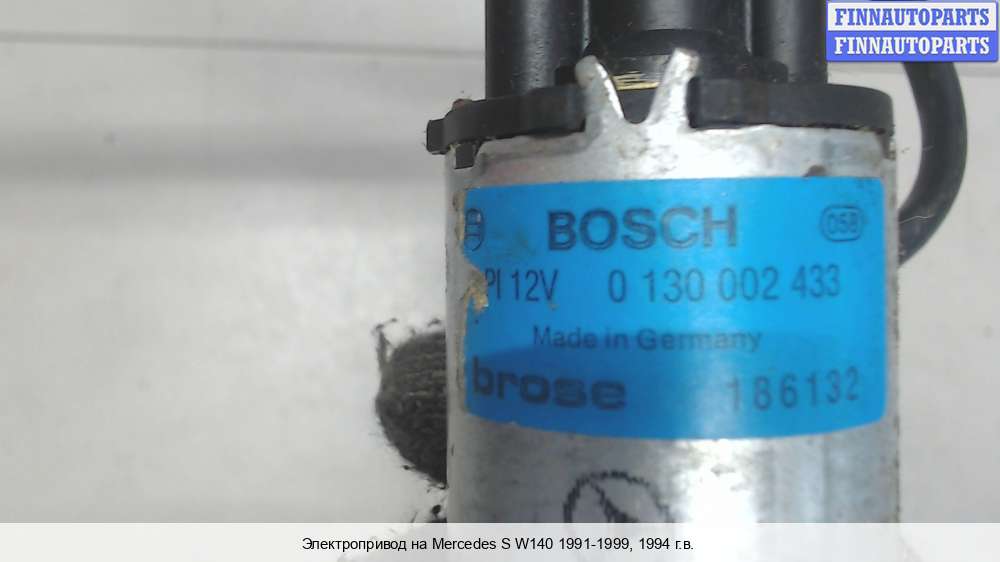 FINNAUTOPARTS
FINNAUTOPARTS
BOSCH 058
PI 12V 0 130 002 433
Made in Germany
brose 186132
Электропривод на Mercedes S W140 1991-1999, 1994 г.в.